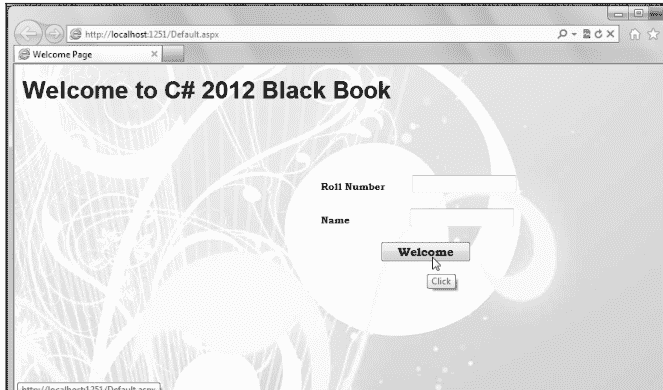 http://localhost:1251/Default.aspx
Welcome Page
Welcome to C# 2012 Black Book
Roll Number
Name
Welcome
Click
http://localhost:1251/Default.aspx